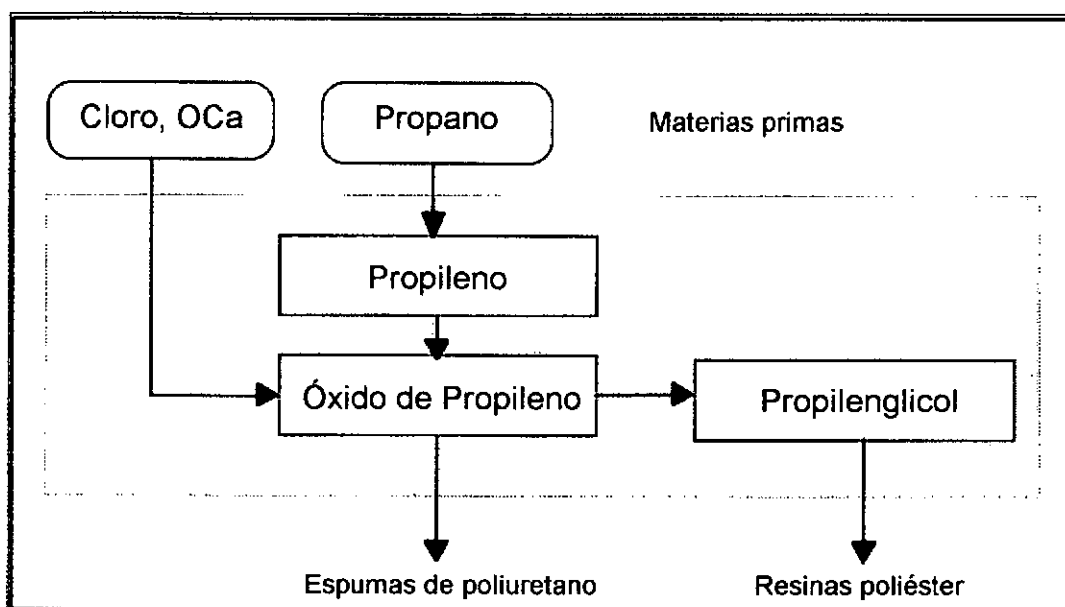 Cloro, OCa
Propano
Materias primas
Propileno
Óxido de Propileno
Propilenglicol
Espumas de poliuretano
Resinas poliéster